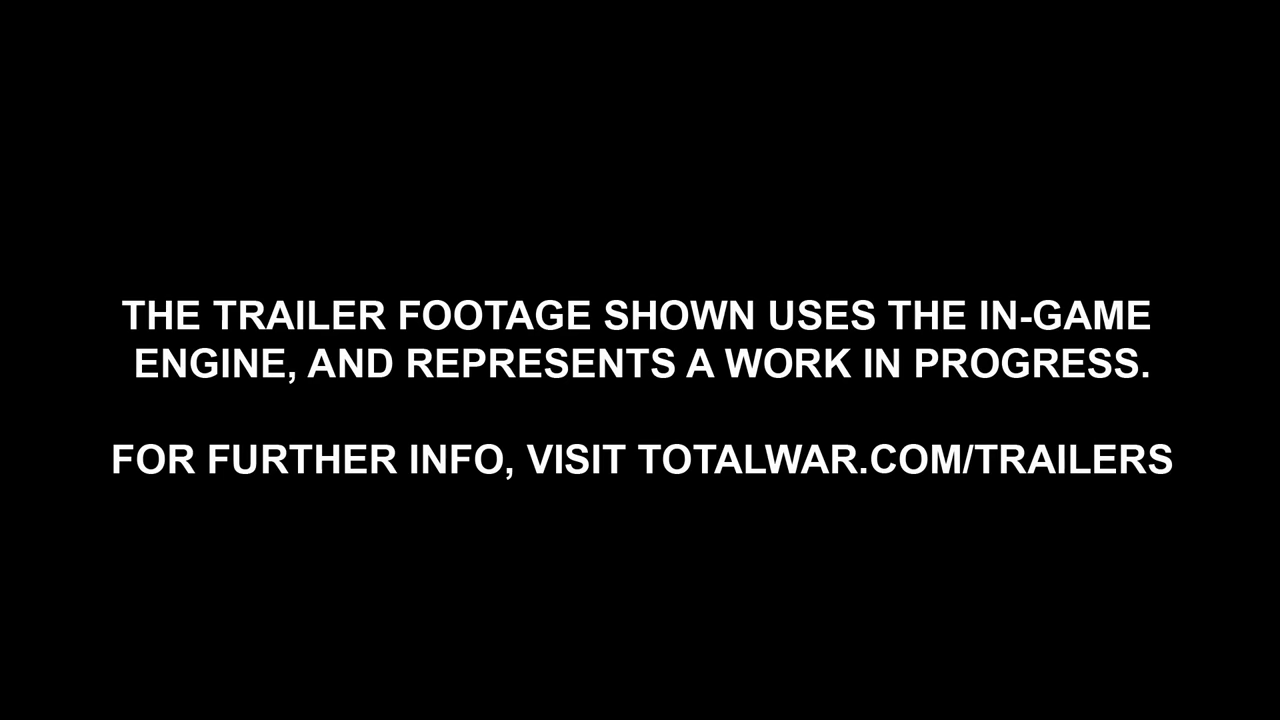 THE TRAILER FOOTAGE SHOWN USES THE IN-GAME
ENGINE, AND REPRESENTS A WORK IN PROGRESS.
FOR FURTHER INFO, VISIT TOTALWAR.COM/TRAILERS